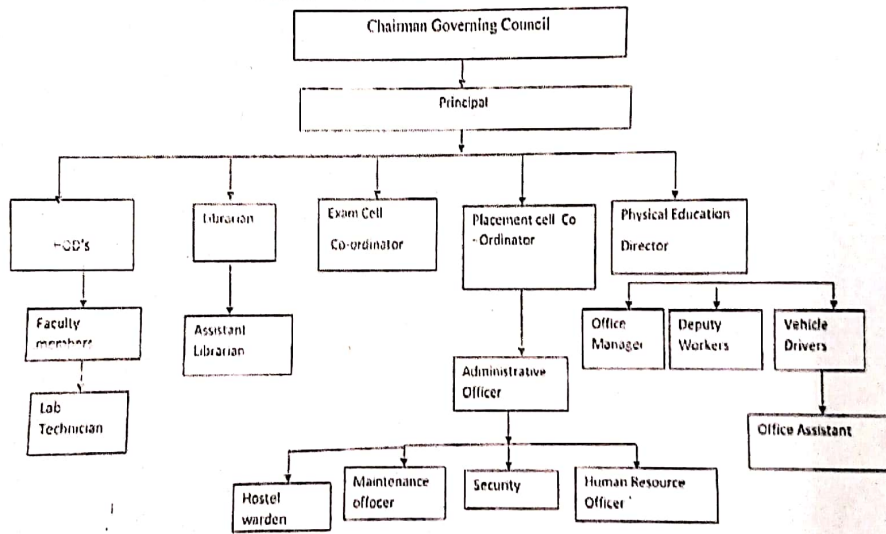 Chairman Governing Council
Principal
HOD's
Librarian
Exam Cell
Co-ordinator
Placement cell Co
-Ordinator
Physical Education
Director
Faculty
members
Assistant
Librarian
Office
Manager
Deputy
Workers
Vehicle
Drivers
Administrative
Officer
Lab
Technician
Office Assistant
Hostel
warden
Maintenance
offocer
Security
Human Resource
Officer